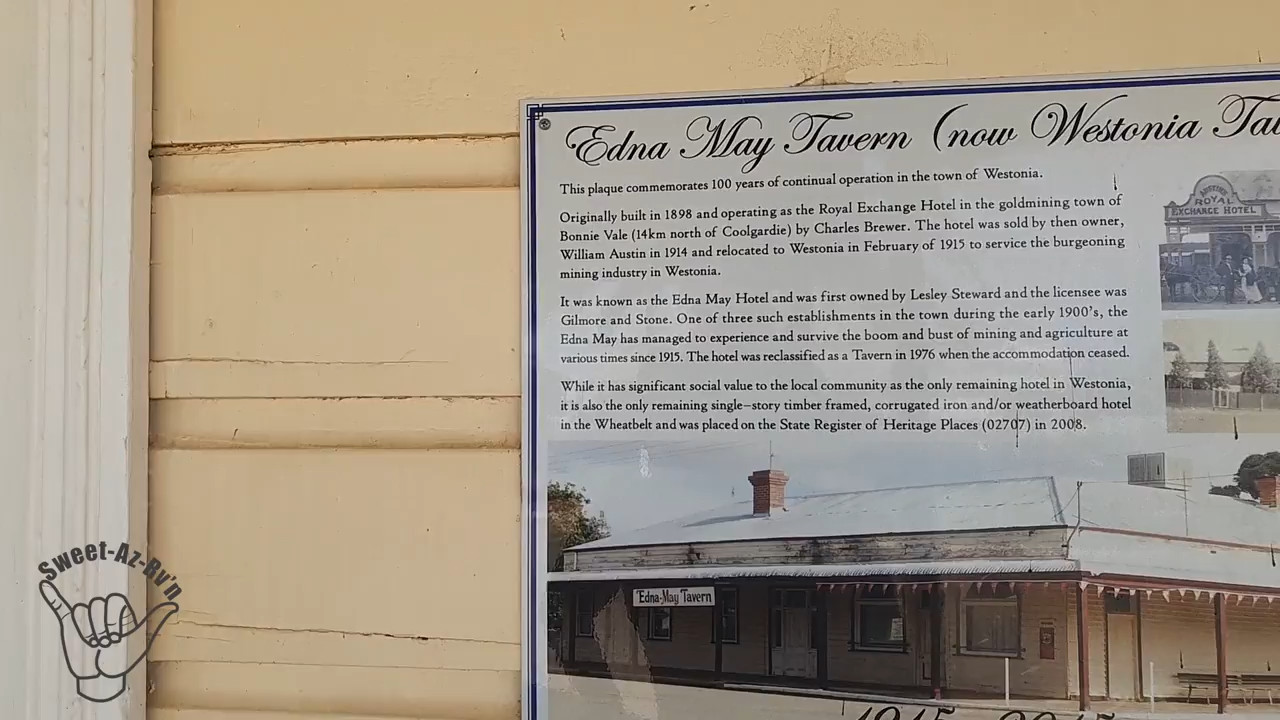 Edna May Tavern (now Westonia
This plaque commemorates 100 years of continual operation in the town of Westonia.
Originally built in 1898 and operating as the Royal Exchange Hotel in the goldmining town of
Bonnie Vale (14km north of Coolgardie) by Charles Brewer. The hotel was sold by then owner,
William Austin in 1914 and relocated to Westonia in February of 1915 to service the burgeoning
mining industry in Westonia.
It was known as the Edna May Hotel and was first owned by Lesley Steward and the licensee was
Gilmore and Stone. One of three such establishments in the town during the early 1900's, the
Edna May has managed to experience and survive the boom and bust of mining and agriculture at
various times since 1915. The hotel was reclassified as a Tavern in 1976 when the accommodation ceased.
While it has significant social value to the local community as the only remaining hotel in Westonia,
it is also the only remaining single–story timber framed, corrugated iron and/or weatherboard hotel
in the Wheatbelt and was placed on the State Register of Heritage Places (02707) in 2008.
ROYAL
EXCHANGE HOTEL
Edna-May Tavern
Sweet-Az-Bv'n